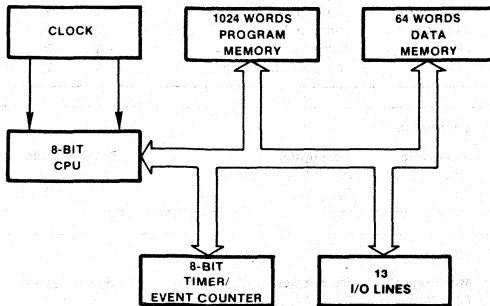 CLOCK
1024 WORDS
PROGRAM
MEMORY
64 WORDS
DATA
MEMORY
8-BIT
CPU
8-BIT
TIMER/
EVENT COUNTER
13
I/O LINES